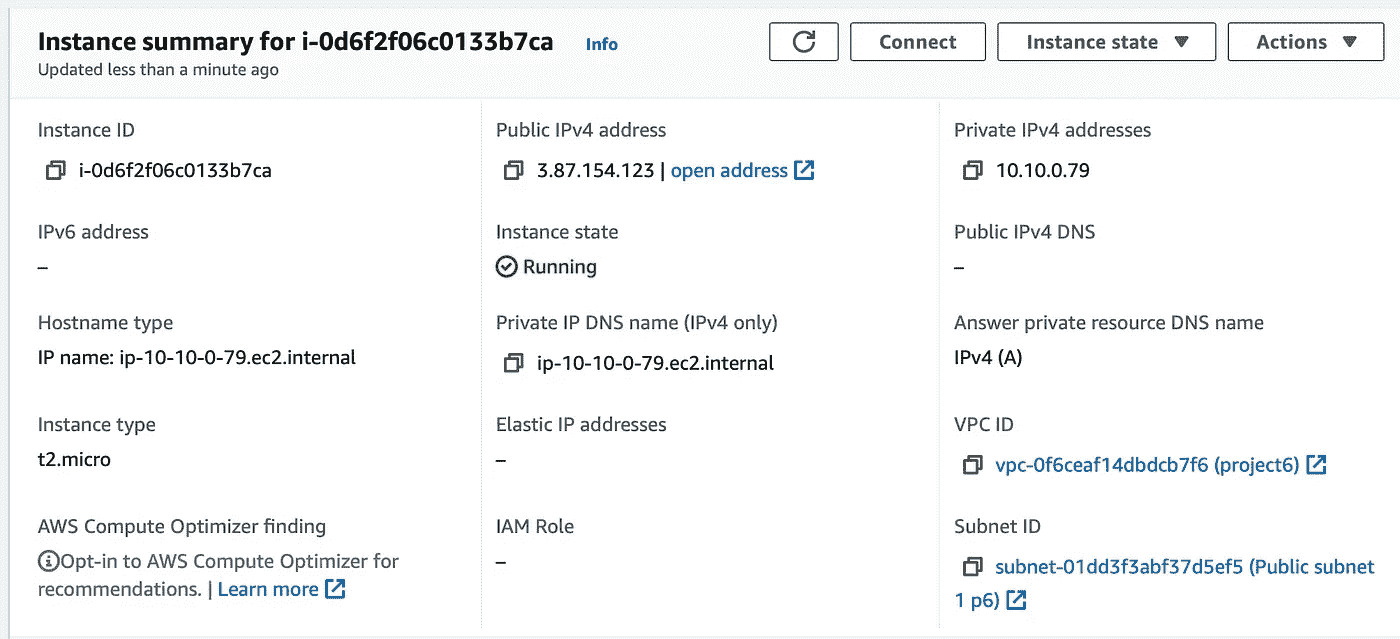 Instance summary for i-0d6f2f06c0133b7ca Info
Updated less than a minute ago
Connect
Instance state
Actions
Instance ID
i-0d6f2f06c0133b7ca
Public IPv4 address
3.87.154.123 | open address
Private IPv4 addresses
10.10.0.79
IPv6 address
–
Instance state
Running
Public IPv4 DNS
–
Hostname type
IP name: ip-10-10-0-79.ec2.internal
Private IP DNS name (IPv4 only)
ip-10-10-0-79.ec2.internal
Answer private resource DNS name
IPv4 (A)
Instance type
t2.micro
Elastic IP addresses
–
VPC ID
vpc-0f6ceaf14dbdcb7f6 (project6)
AWS Compute Optimizer finding
Opt-in to AWS Compute Optimizer for
recommendations. | Learn more
IAM Role
–
Subnet ID
subnet-01dd3f3abf37d5ef5 (Public subnet
1 p6)